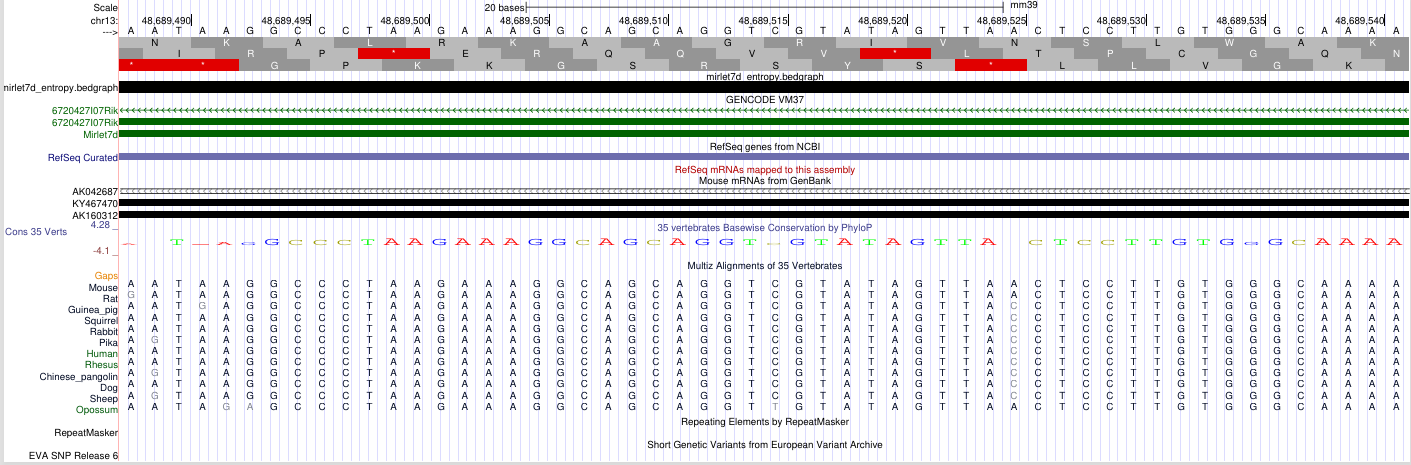 Scale 20 bases mm39
chr13: 48,689,490 48,689,495 48,689,500 48,689,505 48,689,510 48,689,515 48,689,520 48,689,525 48,689,530 48,689,535 48,689,540
---> A A T A A G G C C C T A A G A A A G G C A G C A G G T C G T A T A G T T A A C T C C T T G T G G G C A A A A
N K A L R K A A G R I V N S L W A K
I R P * E R Q Q V V * L T P C G Q N
* * G P K K G S R S Y S * L L V G K
mirlet7d_entropy.bedgraph
mirlet7d_entropy.bedgraph
GENCODE VM37
6720427I07Rik
6720427I07Rik
Mirlet7d
RefSeq genes from NCBI
RefSeq Curated
RefSeq mRNAs mapped to this assembly
Mouse mRNAs from GenBank
AK042687
KY467470
AK160312
4.28 _ 35 vertebrates Basewise Conservation by PhyloP
Cons 35 Verts
T A G G C C C T A A G A A A G G C A G C A G G T G T A T A G T T A C T C C T T G T G G C A A A A
-4.1 _
Multiz Alignments of 35 Vertebrates
Gaps
Mouse A A T A A G G C C C T A A G A A A G G C A G C A G G T C G T A T A G T T A A C T C C T T G T G G G C A A A A
Rat G A T A A G G C C C T A A G A A A G G C A G C A G G T C G T A T A G T T A A C T C C T T G T G G G C A A A A
Guinea_pig A A T G A G G C C C T A A G A A A G G C A G C A G G T C G T A T A G T T A C C T C C T T G T G G G C A A A A
Squirrel A A T A A G G C C C T A A G A A A G G C A G C A G G T C G T A T A G T T A C C T C C T T G T G G G C A A A A
Rabbit A A T A A G G C C C T A A G A A A G G C A G C A G G T C G T A T A G T T A C C T C C T T G T G G G C A A A A
Pika A G T A A G G C C C T A A G A A A G G C A G C A G G T C G T A T A G T T A C C T C C T T G T G G G C A A A A
Human A A T A A G G C C C T A A G A A A G G C A G C A G G T C G T A T A G T T A C C T C C T T G T G G G C A A A A
Rhesus A A T A A G G C C C T A A G A A A G G C A G C A G G T C G T A T A G T T A C C T C C T T G T G G G C A A A A
Chinese_pangolin A G T A A G G C C C T A A G A A A G G C A G C A G G T C G T A T A G T T A C C T C C T T G T G G G C A A A A
Dog A A T A A G G C C C T A A G A A A G G C A G C A G G T C G T A T A G T T A C C T C C T T G T G G G C A A A A
Sheep A G T A A G G C C C T A A G A A A G G C A G C A G G T C G T A T A G T T A C C T C C T T G T G G G C A A A A
Opossum A A T A G A C C C T A A G A A A G G C A G C A G G T T G T A T A G T T A A C T C C T T G T G G G C A A A A
Repeating Elements by RepeatMasker
RepeatMasker
Short Genetic Variants from European Variant Archive
EVA SNP Release 6